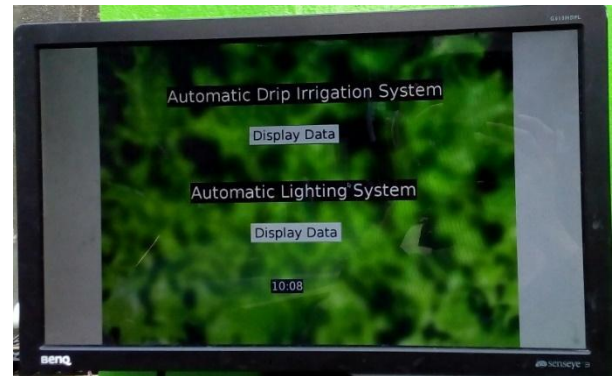 Automatic Drip Irrigation System
Display Data
Automatic Lighting System
Display Data
10:08
BenQ
senseye